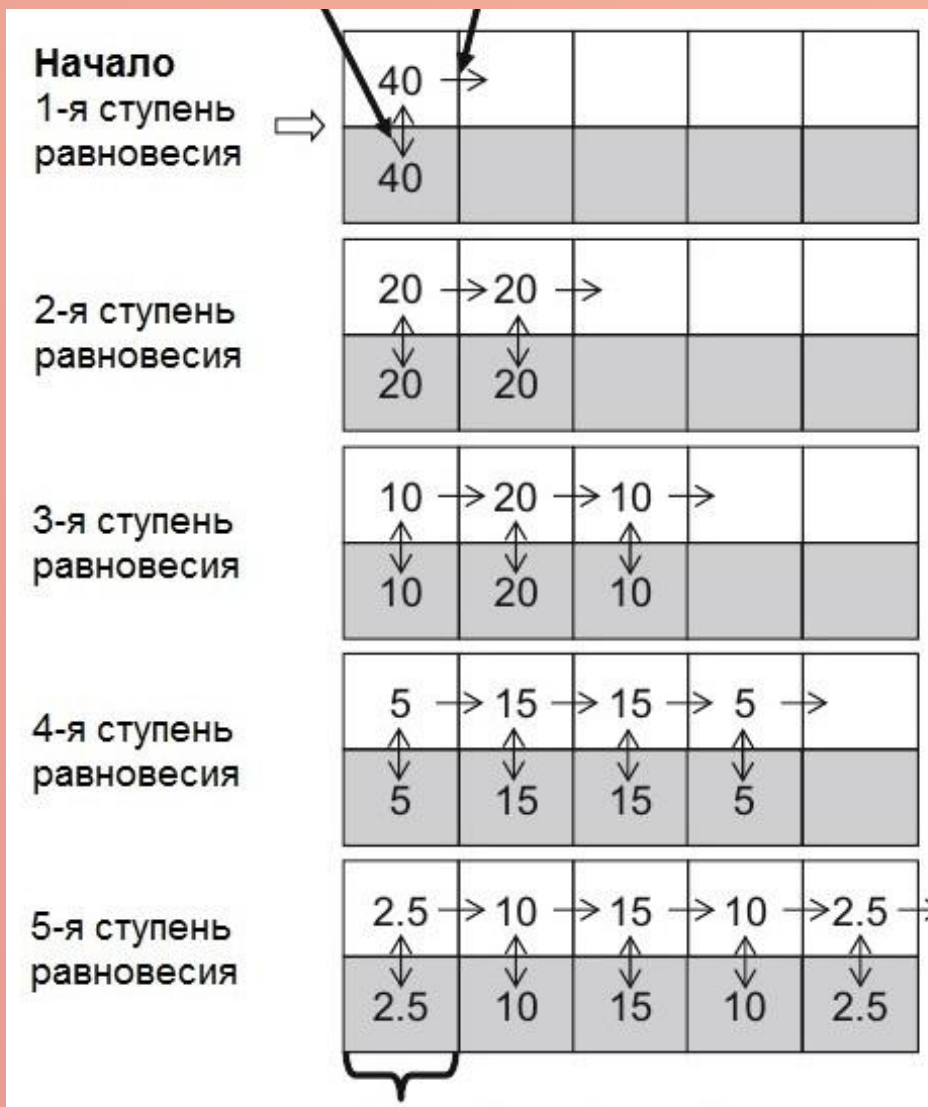 Начало
1-я ступень
равновесия
40
40
2-я ступень
равновесия
20 20
20 20
3-я ступень
равновесия
10 20 10
10 20 10
4-я ступень
равновесия
5 15 15 5
5 15 15 5
5-я ступень
равновесия
2.5 10 15 10 2.5
2.5 10 15 10 2.5